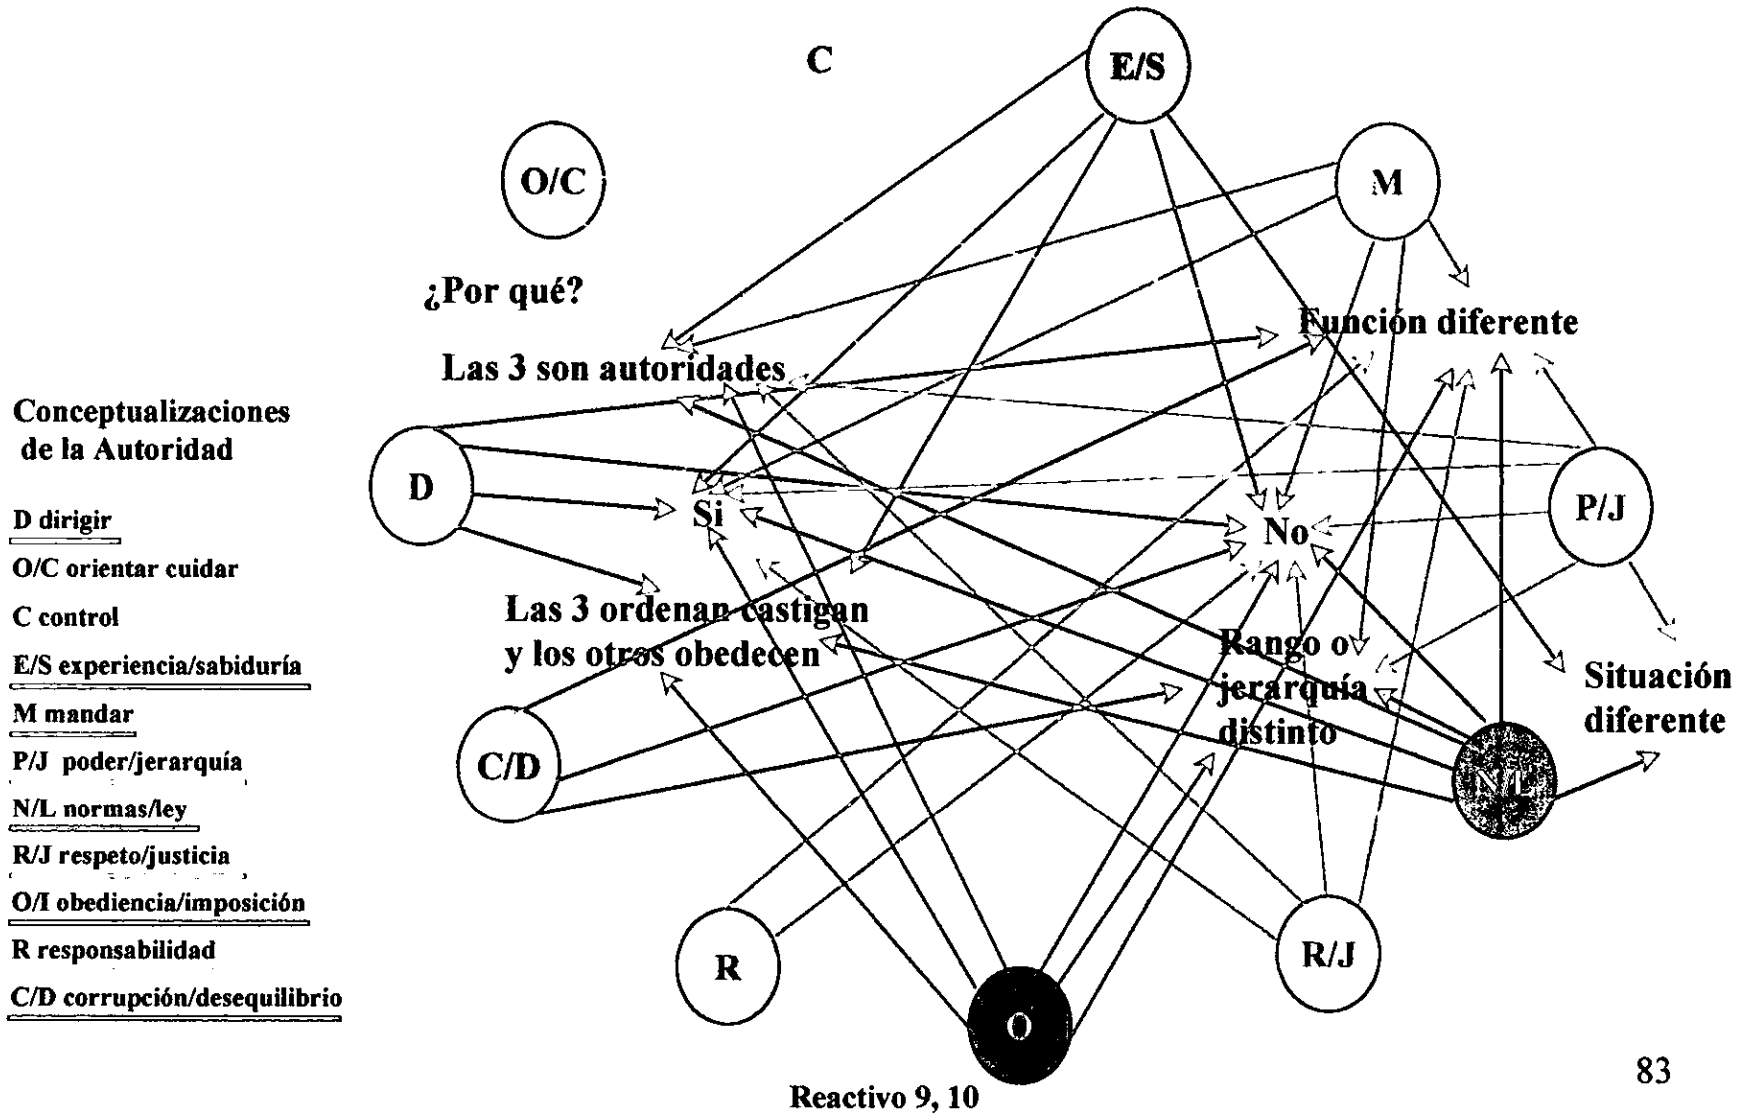 C
E/S
O/C
M
¿Por qué?
Función diferente
Las 3 son autoridades
Conceptualizaciones
de la Autoridad
D
Si
No
P/J
D dirigir
O/C orientar cuidar
C control
E/S experiencia/sabiduría
M mandar
P/J poder/jerarquía
N/L normas/ley
R/J respeto/justicia
O/I obediencia/imposición
R responsabilidad
C/D corrupción/desequilibrio
Las 3 ordenan castigan
y los otros obedecen
Rango o
jerarquía
distinto
Situación
diferente
C/D
N/L
R
O
R/J
Reactivo 9, 10
83